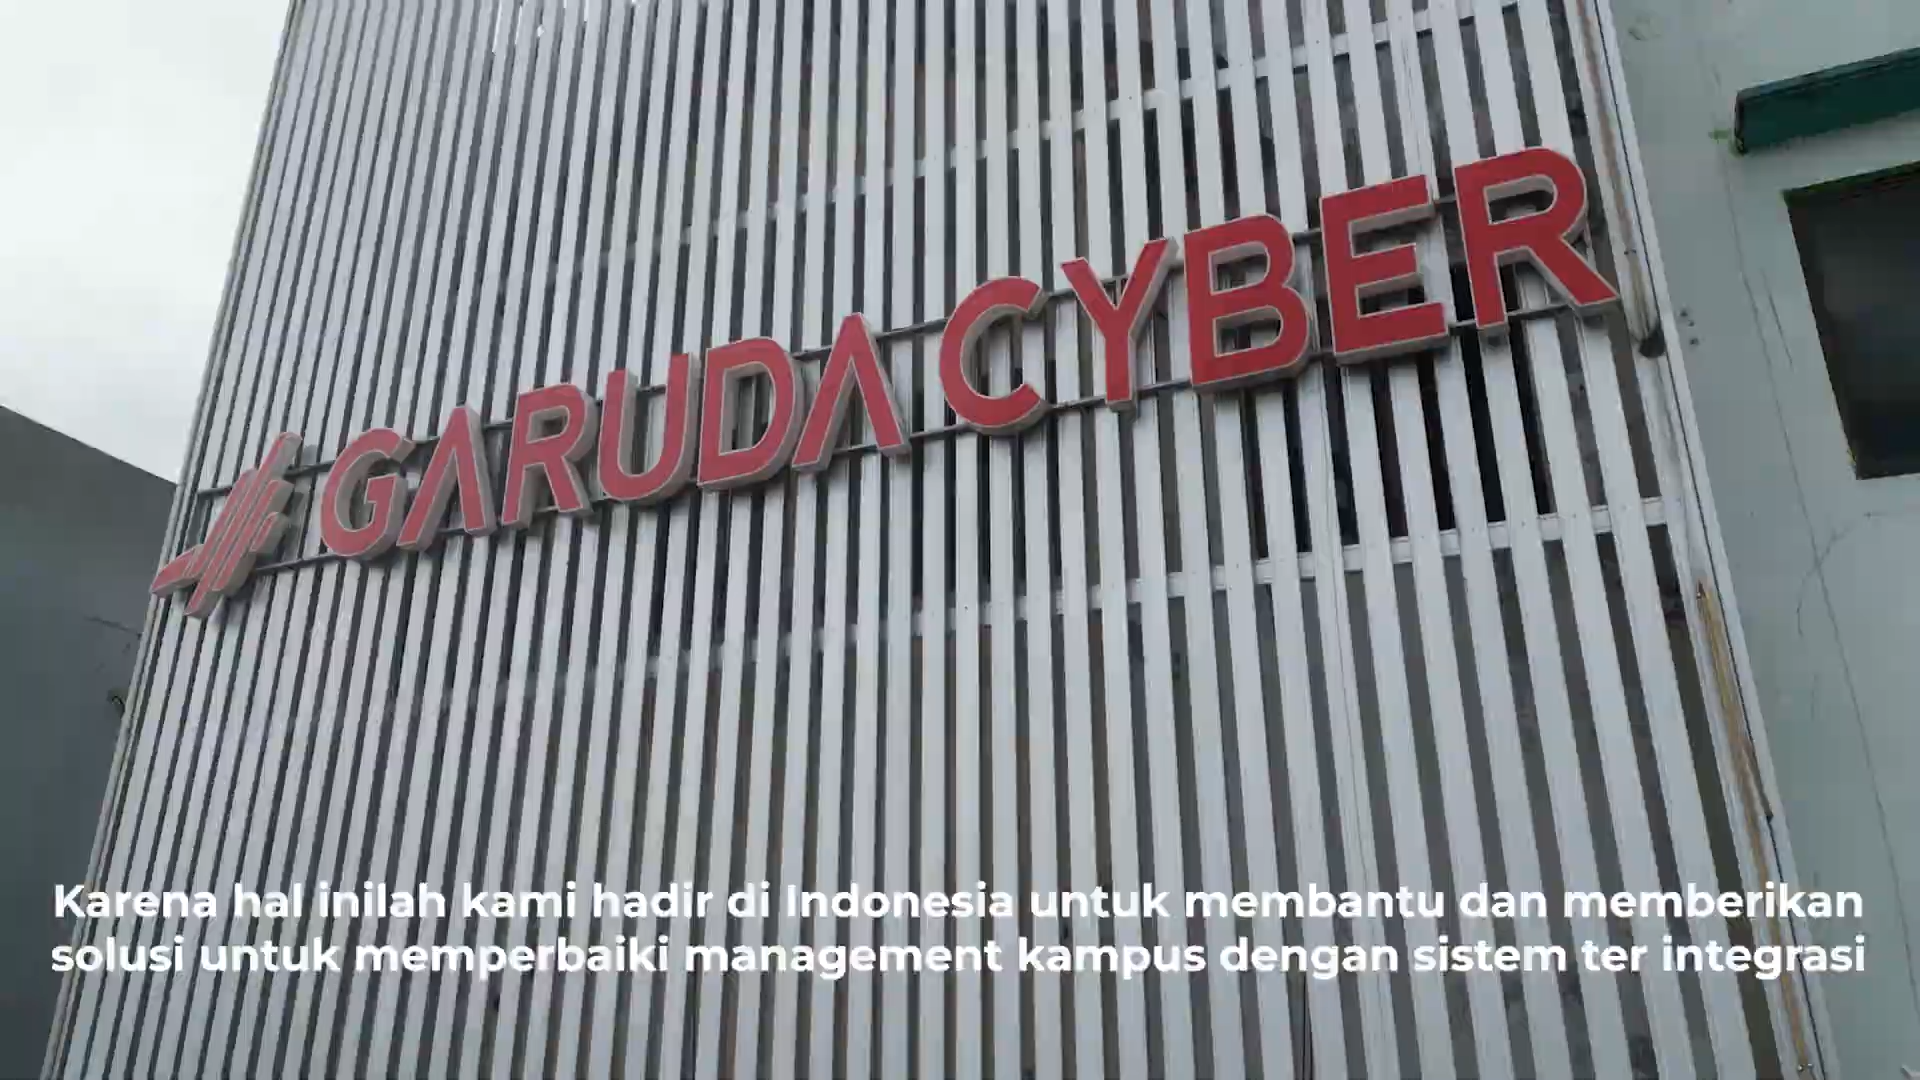 GARUDA CYBER
Karena hal inilah kami hadir di Indonesia untuk membantu dan memberikan
solusi untuk memperbaiki management kampus dengan sistem ter integrasi